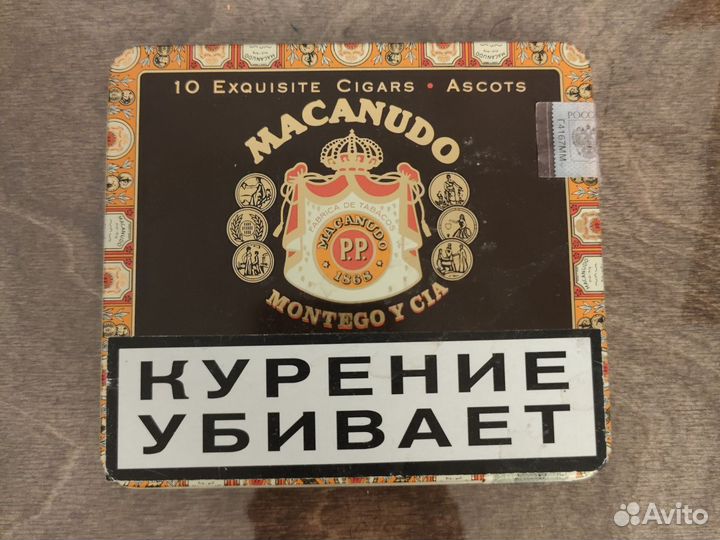 10 EXQUISITE CIGARS • ASCOTS
MACANUDO
FABRICA DE TABACOS
MACANUDO
P.P.
1868
MONTEGO Y CIA
КУРЕНИЕ
УБИВАЕТ
Avito